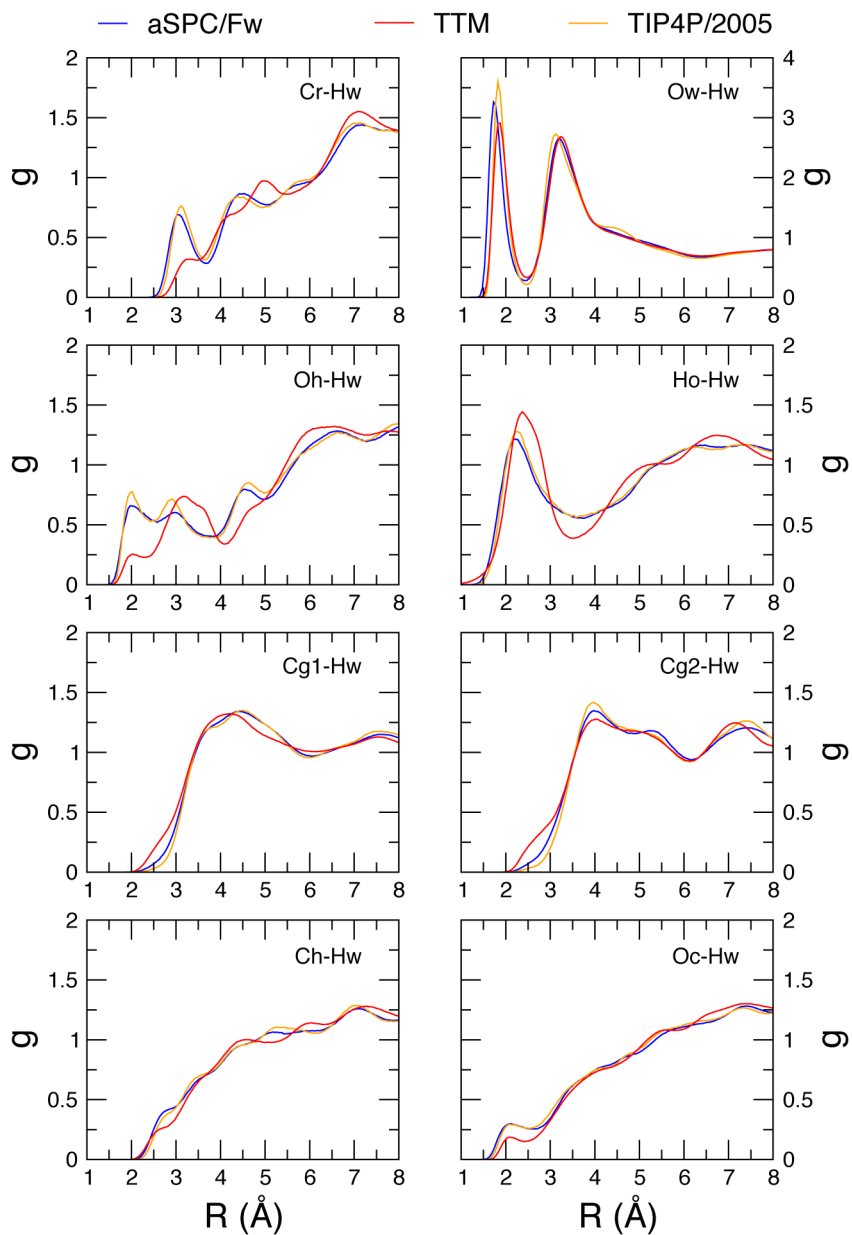 aSPC/Fw TTM TIP4P/2005
2 4
Cr-Hw Ow-Hw
1.5 3
g 1 2 g
0.5 1
0 0
1 2 3 4 5 6 7 8 1 2 3 4 5 6 7 8
2 2
Oh-Hw Ho-Hw
1.5 1.5
g 1 1 g
0.5 0.5
0 0
1 2 3 4 5 6 7 8 1 2 3 4 5 6 7 8
2 2
Cg1-Hw Cg2-Hw
1.5 1.5
g 1 1 g
0.5 0.5
0 0
1 2 3 4 5 6 7 8 1 2 3 4 5 6 7 8
2 2
Ch-Hw Oc-Hw
1.5 1.5
g 1 1 g
0.5 0.5
0 0
1 2 3 4 5 6 7 8 1 2 3 4 5 6 7 8
R (Å) R (Å)